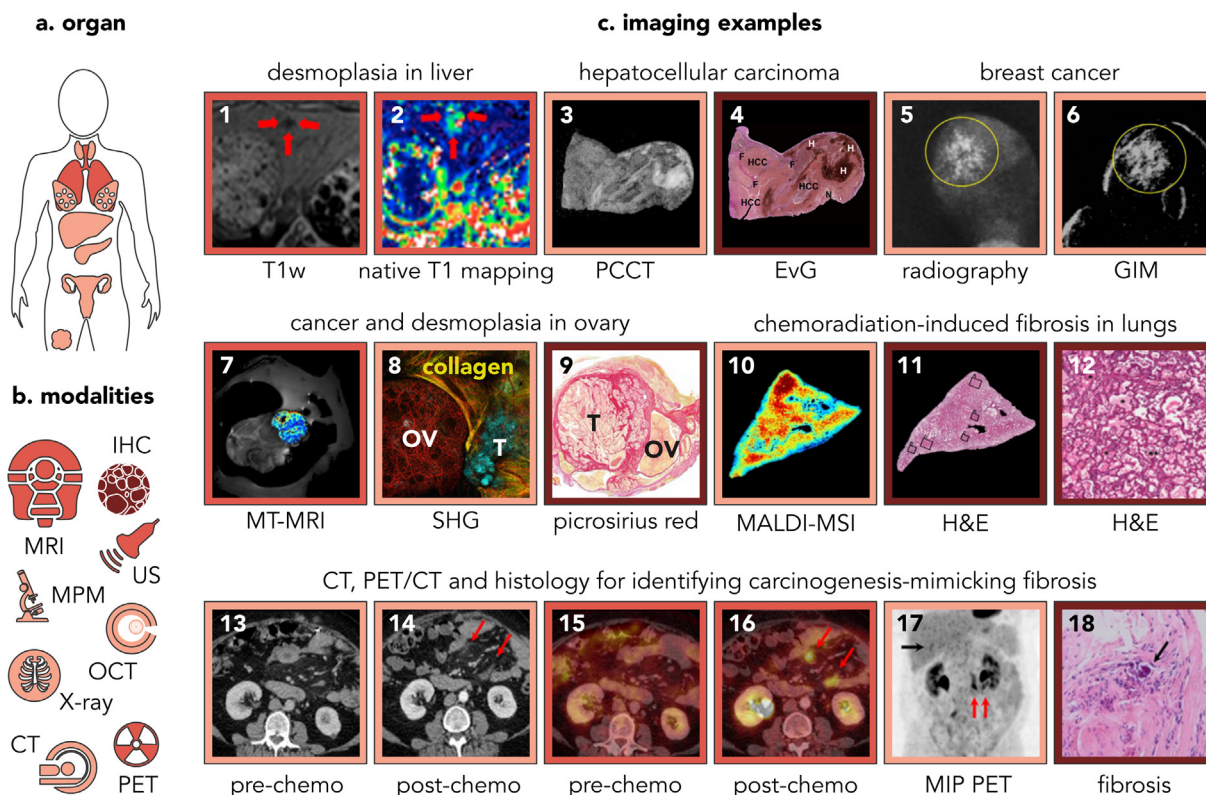 a. organ
c. imaging examples
desmoplasia in liver
hepatocellular carcinoma
breast cancer
1
2
3
4
5
6
H
H
H
F
HCC
F
HCC
F
HCC
N
T1w
native T1 mapping
PCCT
EvG
radiography
GIM
cancer and desmoplasia in ovary
chemoradiation-induced fibrosis in lungs
7
8
9
10
11
12
collagen
OV
T
T
OV
MT-MRI
SHG
picrosirius red
MALDI-MSI
H&E
H&E
b. modalities
IHC
MRI
US
MPM
OCT
X-ray
CT
PET
CT, PET/CT and histology for identifying carcinogenesis-mimicking fibrosis
13
14
15
16
17
18
pre-chemo
post-chemo
pre-chemo
post-chemo
MIP PET
fibrosis